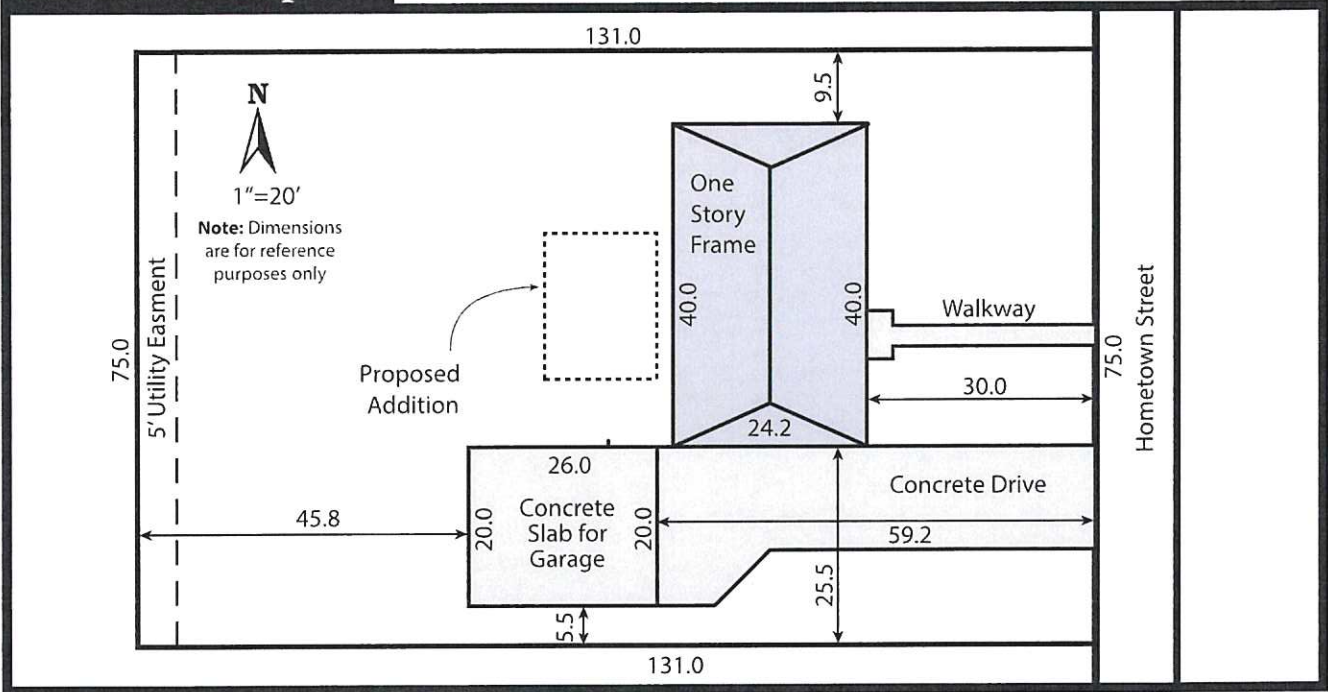 131.0
9.5
N
1"=20'
Note: Dimensions
are for reference
purposes only
One
Story
Frame
40.0
40.0
75.0
5' Utility Easment
Proposed
Addition
Walkway
30.0
75.0
Hometown Street
24.2
26.0
Concrete
Slab for
Garage
20.0
20.0
45.8
Concrete Drive
59.2
25.5
5.5
131.0